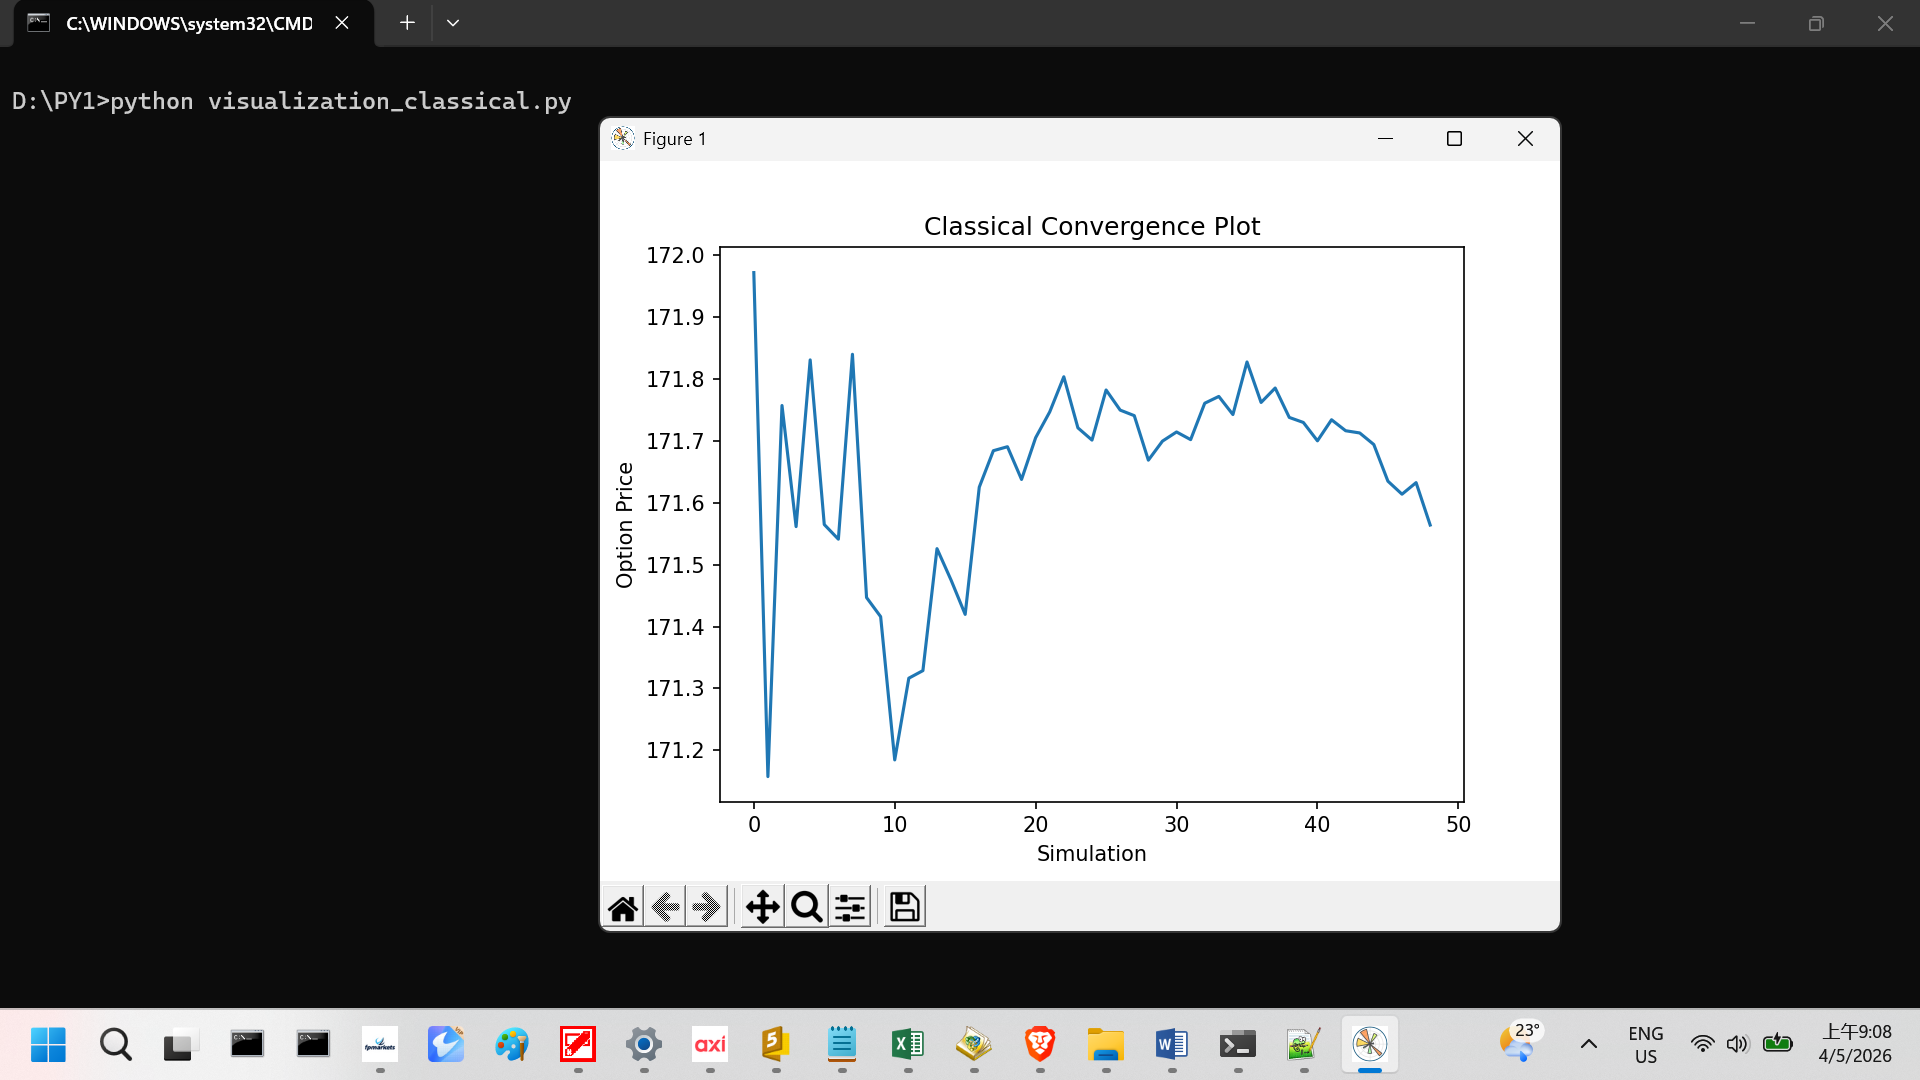 C:\WINDOWS\system32\CMD
D:\PY1>python visualization_classical.py
Figure 1
Classical Convergence Plot
172.0
171.9
171.8
171.7
171.6
171.5
171.4
171.3
171.2
Option Price
0 10 20 30 40 50
Simulation
fpmarkets
axi
5
23°
ENG
US
上午9:08
4/5/2026